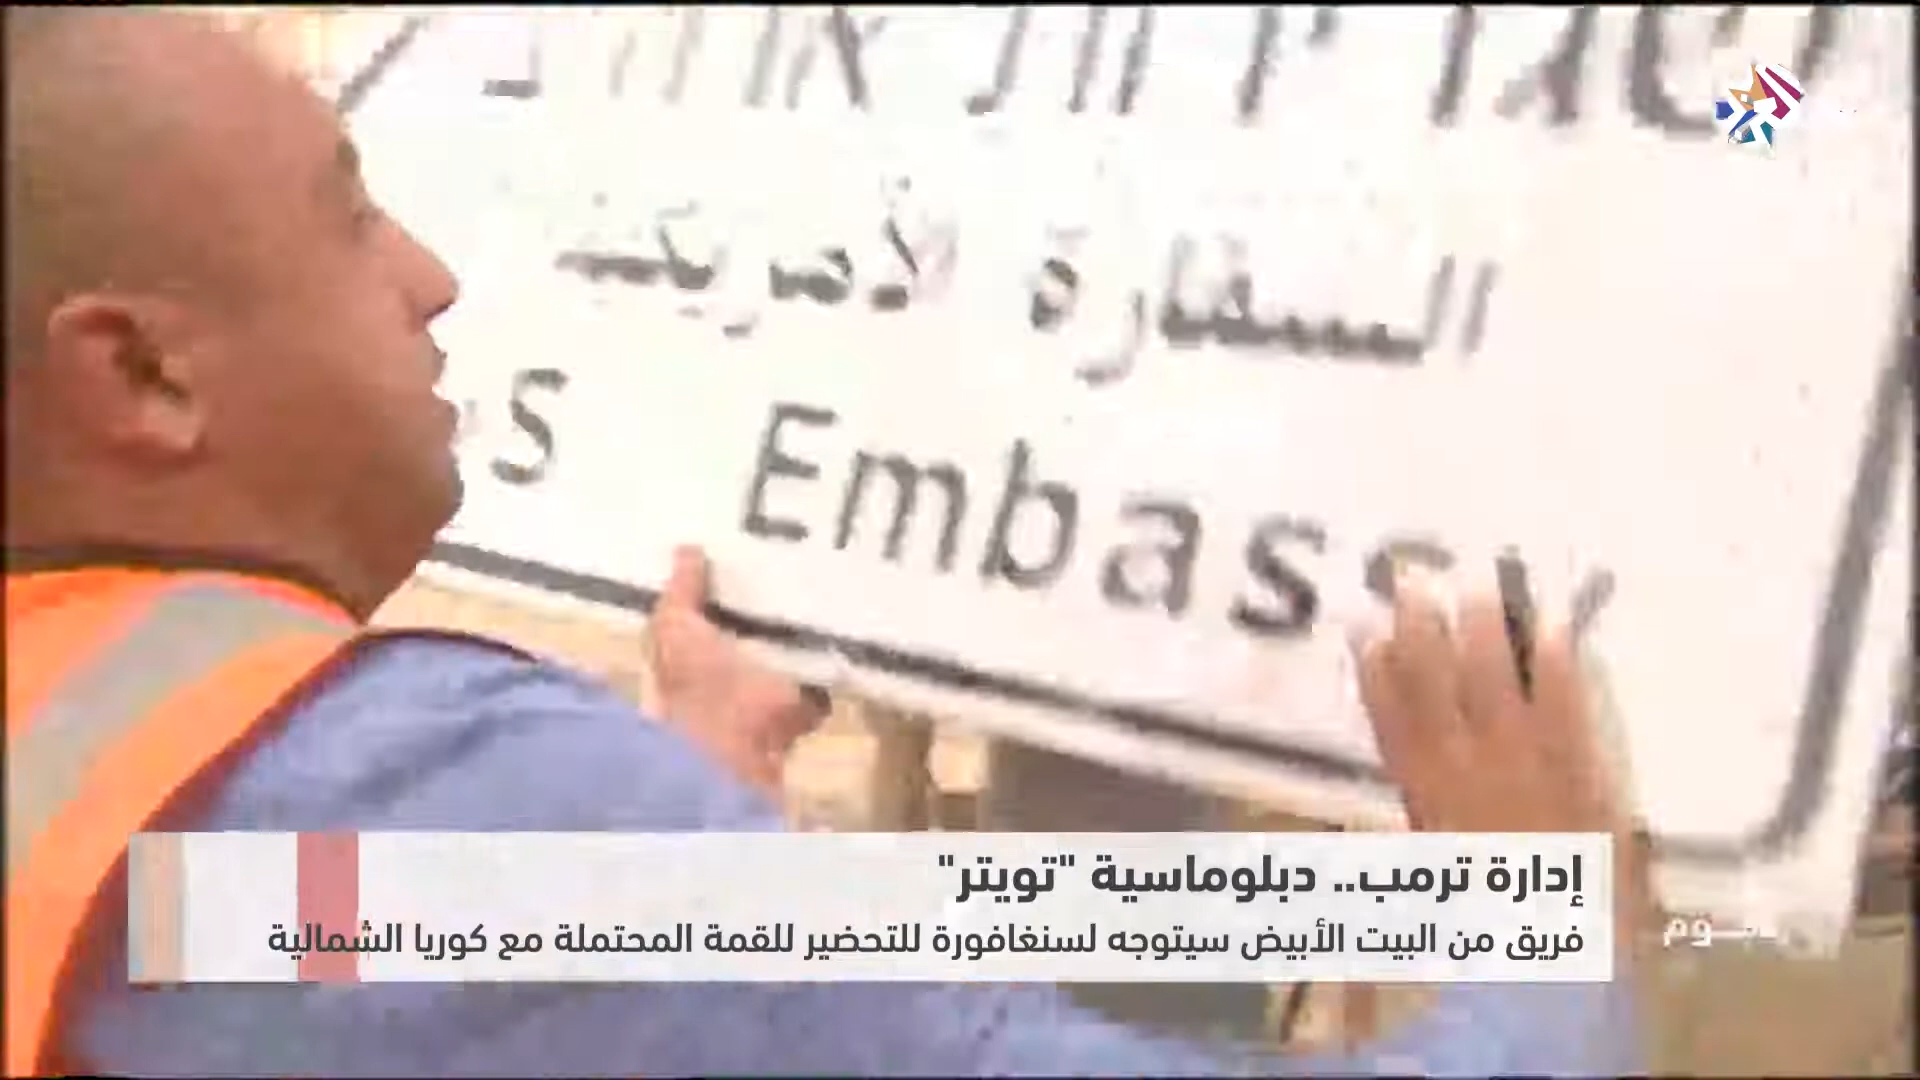 السفارة الأمريكية
S Embassy
إدارة ترمب.. دبلوماسية "تويتر"
فريق من البيت الأبيض سيتوجه لسنغافورة للتحضير للقمة المحتملة مع كوريا الشمالية